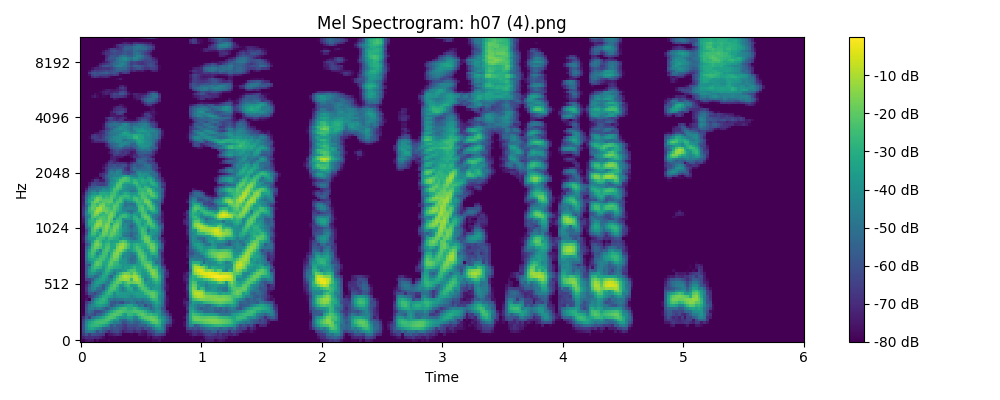 Mel Spectrogram: h07 (4).png
8192
4096
2048
1024
512
0
Hz
0 1 2 3 4 5 6
Time
-10 dB
-20 dB
-30 dB
-40 dB
-50 dB
-60 dB
-70 dB
-80 dB